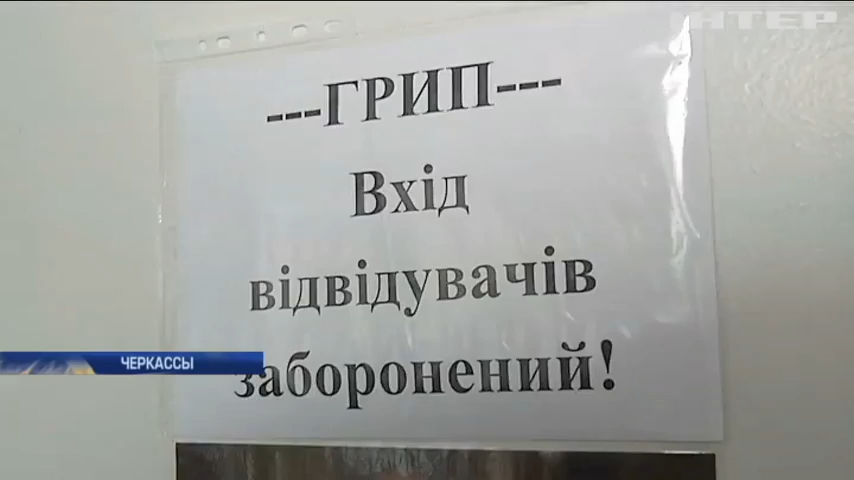 ІНТЕР
---ГРИП---
Вхід
відвідувачів
заборонений!
ЧЕРКАССЫ